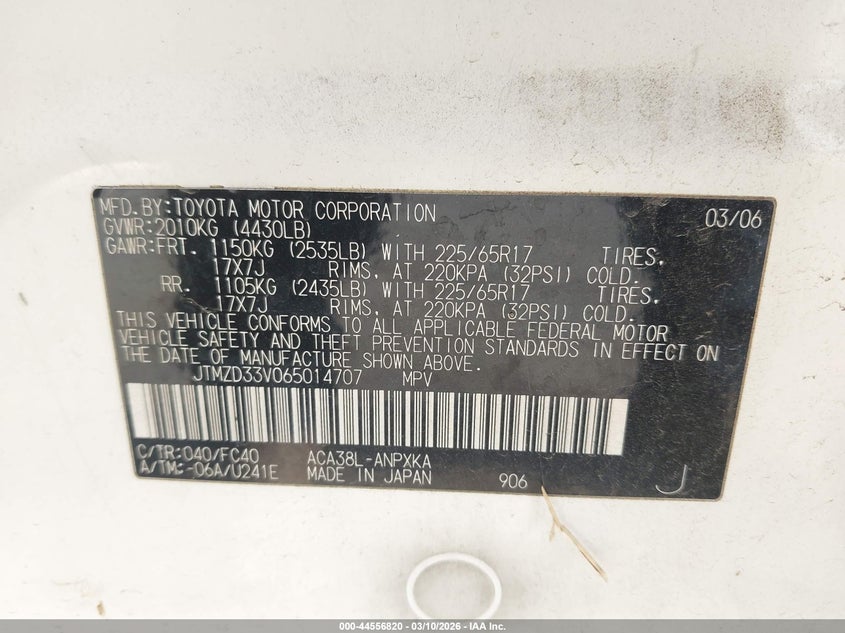 MFD.BY:TOYOTA MOTOR CORPORATION 03/06
GVWR:2010KG (4430LB)
GAWR:FRT. 1150KG (2535LB) WITH 225/65R17 TIRES,
17X7J RIMS, AT 220KPA (32PSI) COLD.
RR. 1105KG (2435LB) WITH 225/65R17 TIRES,
17X7J RIMS, AT 220KPA (32PSI) COLD.
THIS VEHICLE CONFORMS TO ALL APPLICABLE FEDERAL MOTOR
VEHICLE SAFETY AND THEFT PREVENTION STANDARDS IN EFFECT ON
THE DATE OF MANUFACTURE SHOWN ABOVE.
JTMZD33V065014707 MPV
C/TR:040/FC40 ACA38L-ANPXKA
A/TM:-06A/U241E MADE IN JAPAN 906 J
000-44556820 - 03/10/2026 - IAA Inc.